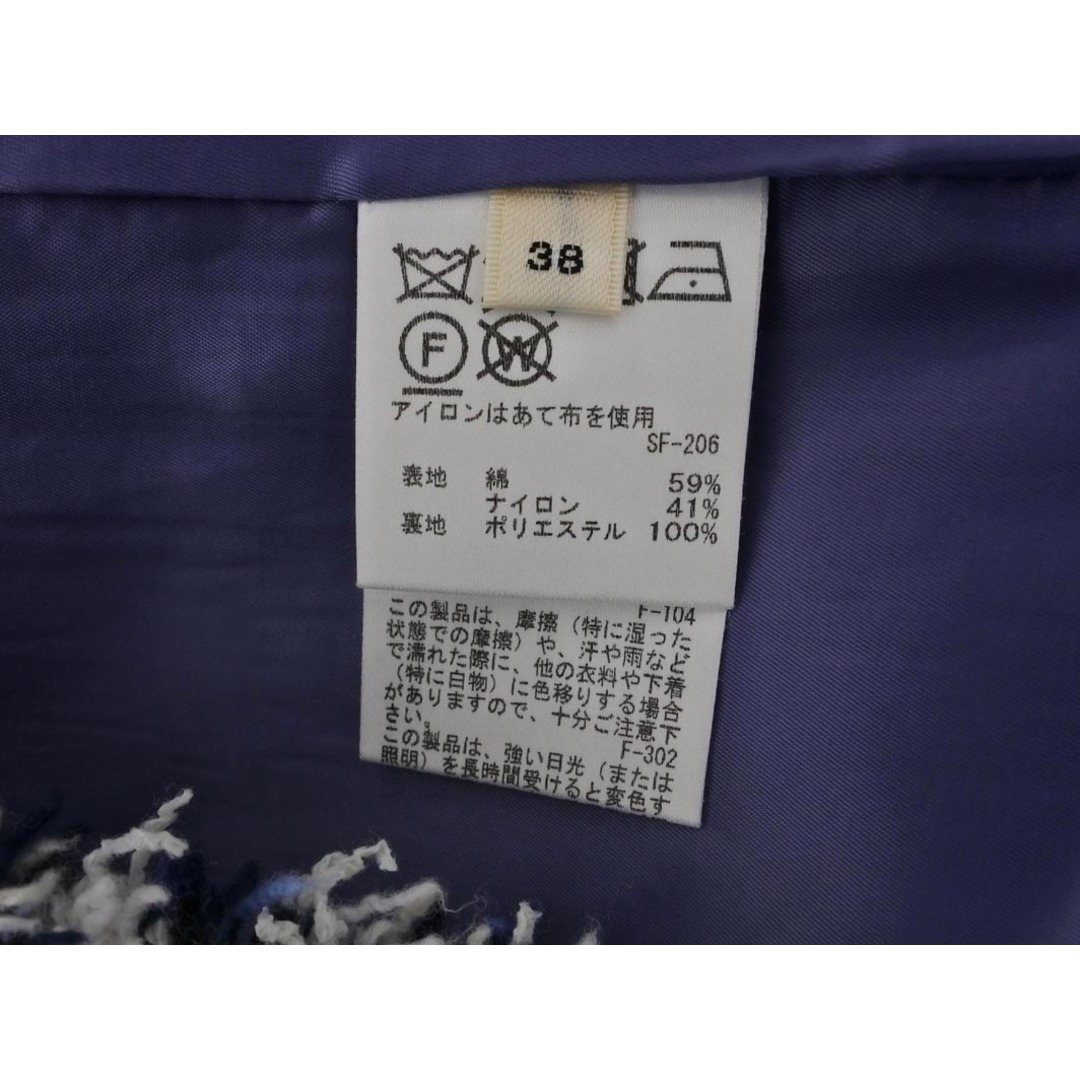 38
F W
アイロンはあて布を使用
SF-206
表地 綿 59%
ナイロン 41%
裏地 ポリエステル 100%
F-104
この製品は、摩擦(特に湿った
状態での摩擦)や、汗や雨など
で濡れた際に、他の衣料や下着
(特に白物)に色移りする場合
がありますので、十分ご注意下
さい。
F-302
この製品は、強い日光(または
照明)を長時間受けると変色す